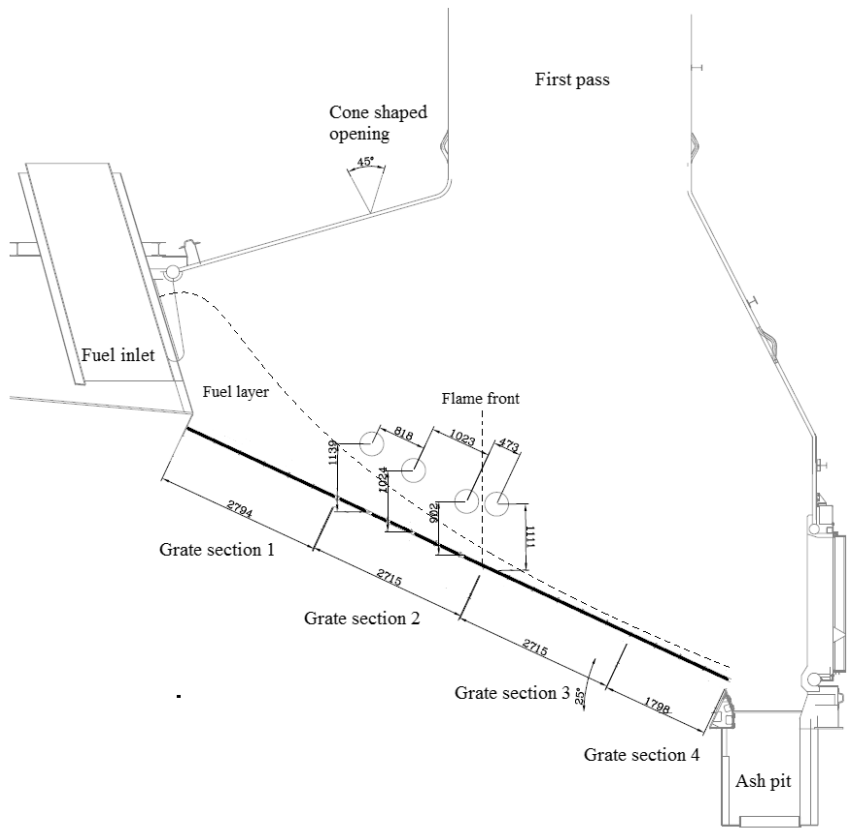 First pass
Cone shaped
opening
45°
Fuel inlet
Fuel layer
Flame front
818
1023
473
1139
1024
902
1111
2794
Grate section 1
2715
Grate section 2
2715
Grate section 3
25°
1798
Grate section 4
Ash pit